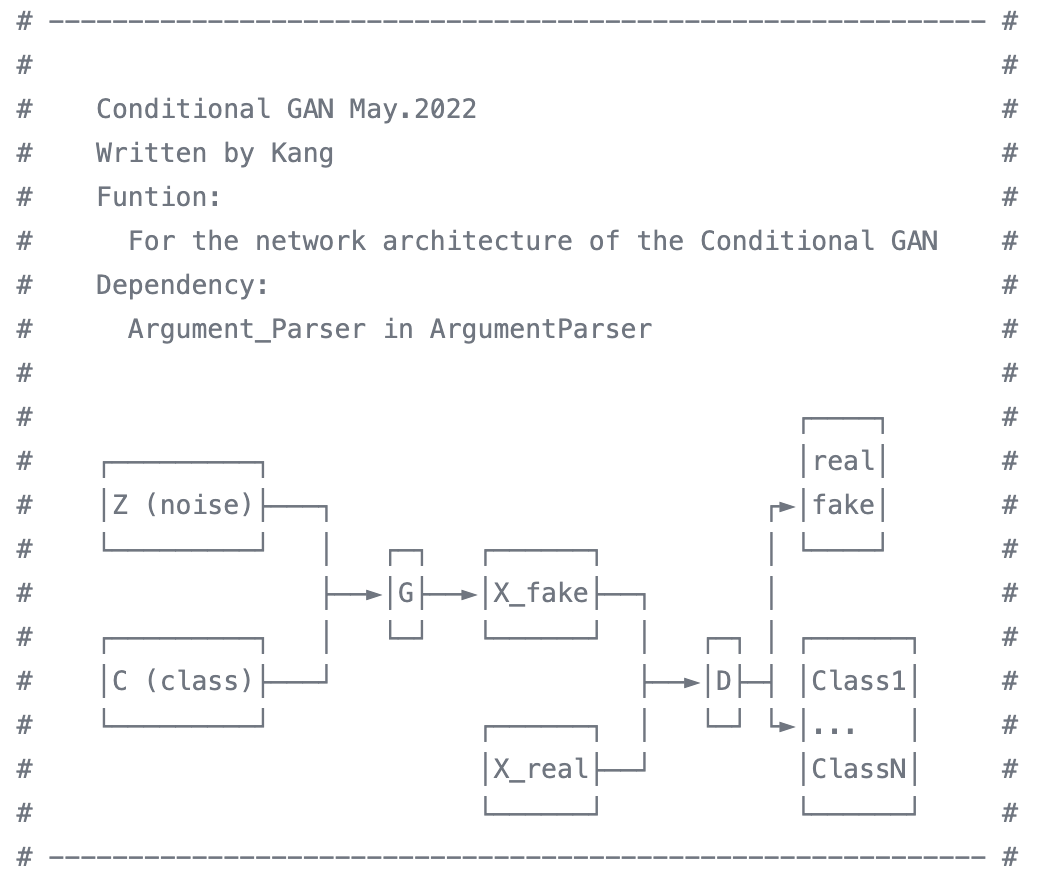 # ----------------------------------------------------------- #
# #
# Conditional GAN May.2022 #
# Written by Kang #
# Funtion: #
# For the network architecture of the Conditional GAN #
# Dependency: #
# Argument_Parser in ArgumentParser #
# #
# #
# real #
# Z (noise) fake #
# #
# G X_fake #
# #
# C (class) D Class1 #
# ... #
# X_real ClassN #
# #
# ----------------------------------------------------------- #